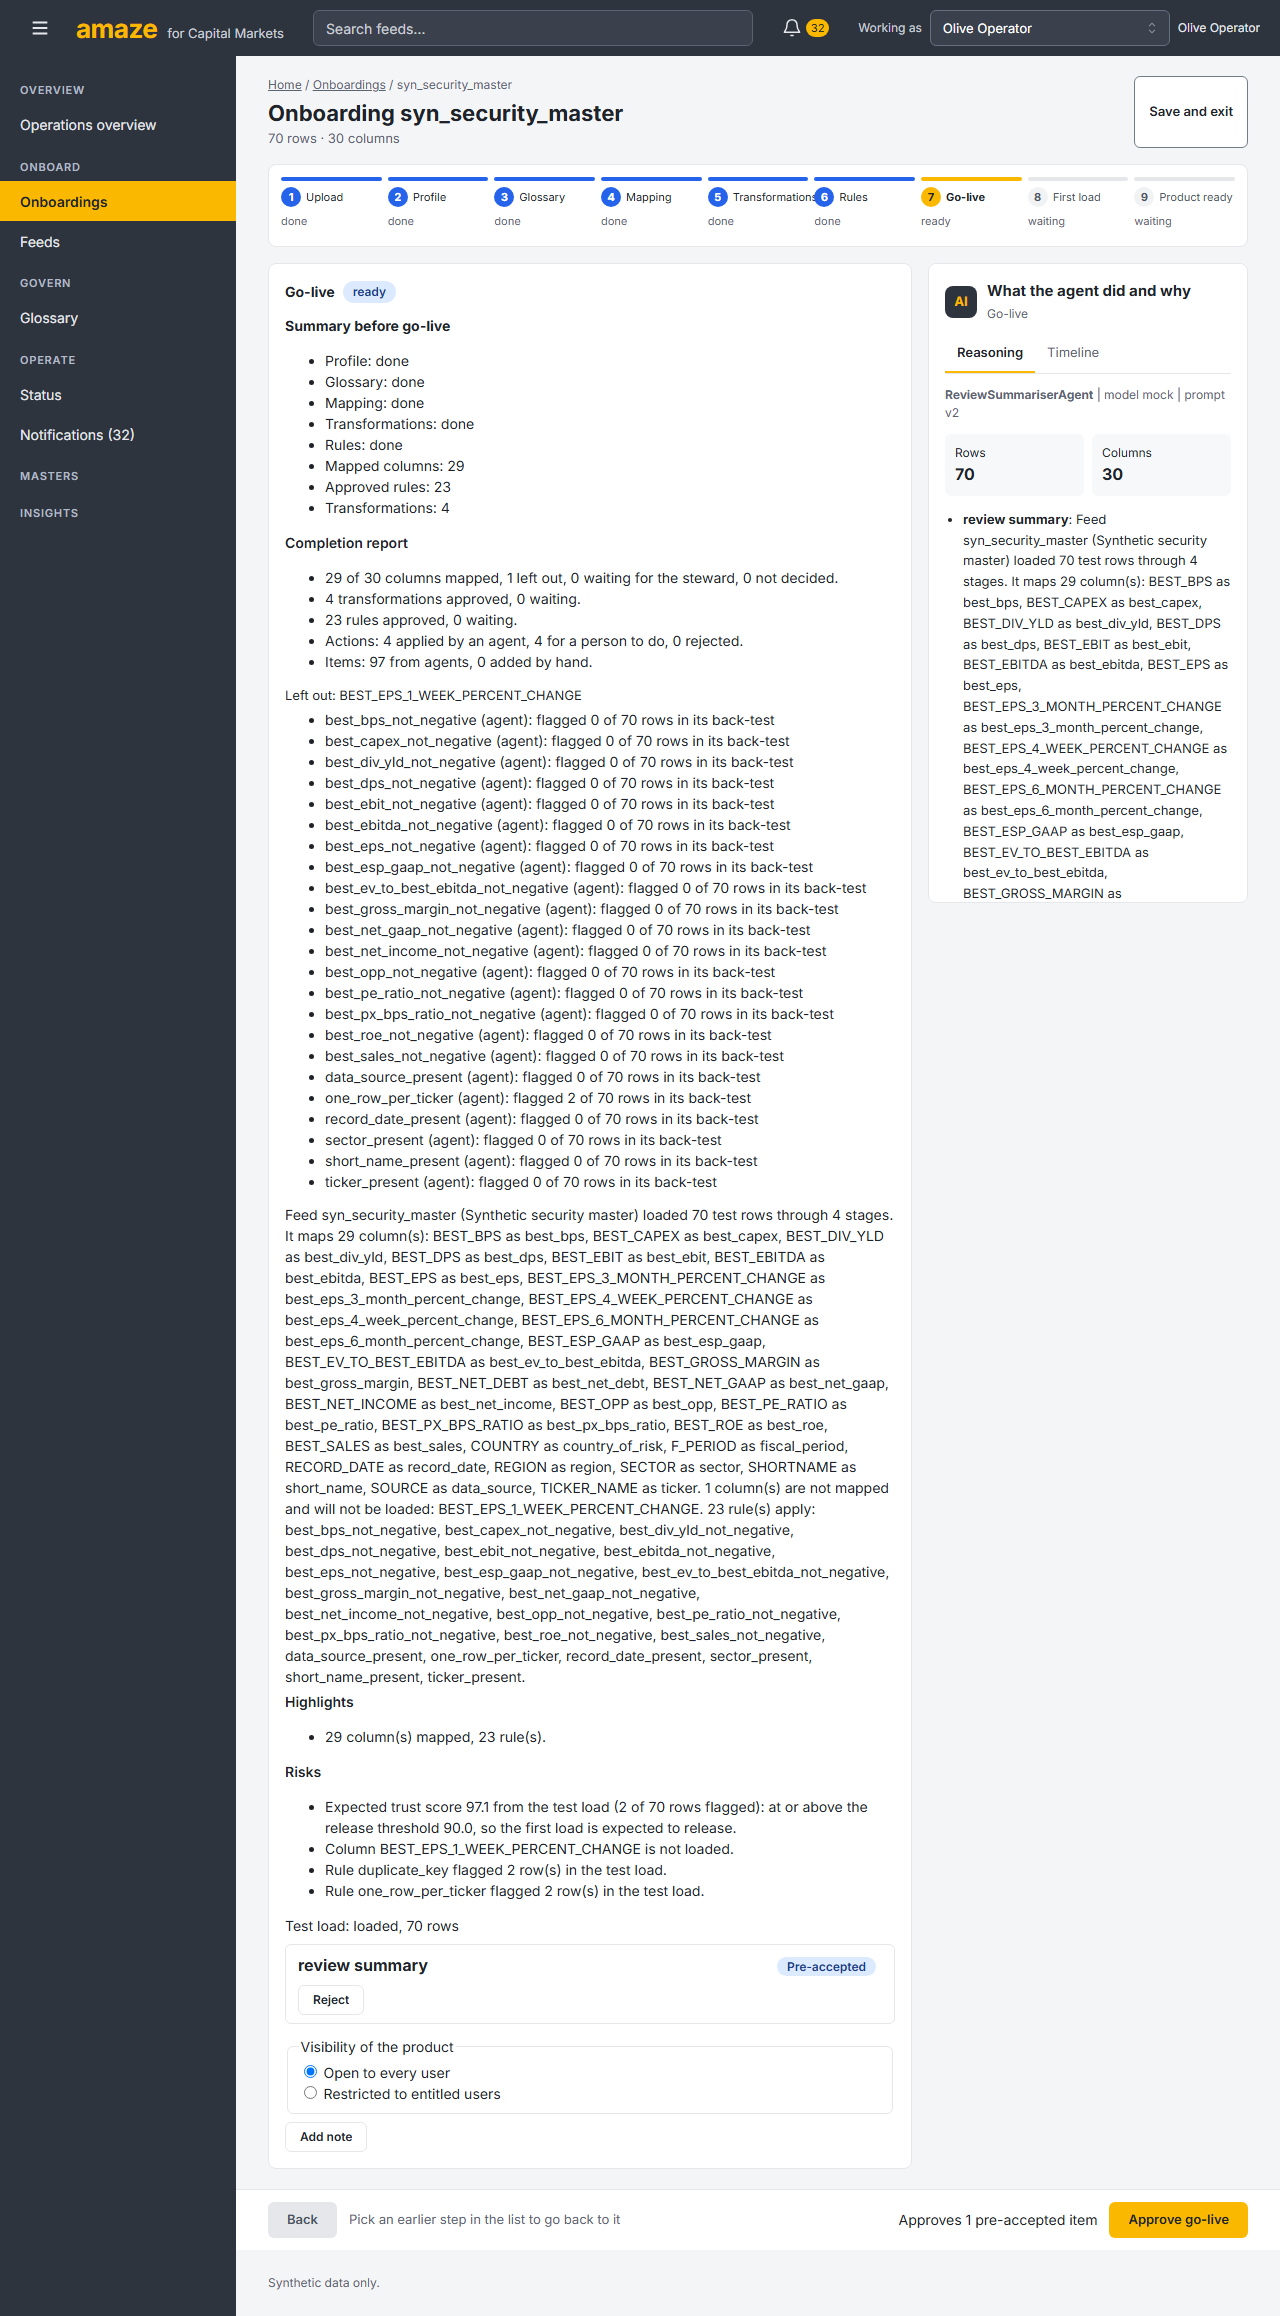 amaze for Capital Markets
Search feeds...
32
Working as
Olive Operator
Olive Operator
OVERVIEW
Operations overview
ONBOARD
Onboardings
Feeds
GOVERN
Glossary
OPERATE
Status
Notifications (32)
MASTERS
INSIGHTS
Home / Onboardings / syn_security_master
Onboarding syn_security_master
70 rows · 30 columns
Save and exit
1 Upload
done
2 Profile
done
3 Glossary
done
4 Mapping
done
5 Transformations
done
6 Rules
done
7 Go-live
ready
8 First load
waiting
9 Product ready
waiting
Go-live ready
Summary before go-live
• Profile: done
• Glossary: done
• Mapping: done
• Transformations: done
• Rules: done
• Mapped columns: 29
• Approved rules: 23
• Transformations: 4
Completion report
• 29 of 30 columns mapped, 1 left out, 0 waiting for the steward, 0 not decided.
• 4 transformations approved, 0 waiting.
• 23 rules approved, 0 waiting.
• Actions: 4 applied by an agent, 4 for a person to do, 0 rejected.
• Items: 97 from agents, 0 added by hand.
Left out: BEST_EPS_1_WEEK_PERCENT_CHANGE
• best_bps_not_negative (agent): flagged 0 of 70 rows in its back-test
• best_capex_not_negative (agent): flagged 0 of 70 rows in its back-test
• best_div_yld_not_negative (agent): flagged 0 of 70 rows in its back-test
• best_dps_not_negative (agent): flagged 0 of 70 rows in its back-test
• best_ebit_not_negative (agent): flagged 0 of 70 rows in its back-test
• best_ebitda_not_negative (agent): flagged 0 of 70 rows in its back-test
• best_eps_not_negative (agent): flagged 0 of 70 rows in its back-test
• best_esp_gaap_not_negative (agent): flagged 0 of 70 rows in its back-test
• best_ev_to_best_ebitda_not_negative (agent): flagged 0 of 70 rows in its back-test
• best_gross_margin_not_negative (agent): flagged 0 of 70 rows in its back-test
• best_net_gaap_not_negative (agent): flagged 0 of 70 rows in its back-test
• best_net_income_not_negative (agent): flagged 0 of 70 rows in its back-test
• best_opp_not_negative (agent): flagged 0 of 70 rows in its back-test
• best_pe_ratio_not_negative (agent): flagged 0 of 70 rows in its back-test
• best_px_bps_ratio_not_negative (agent): flagged 0 of 70 rows in its back-test
• best_roe_not_negative (agent): flagged 0 of 70 rows in its back-test
• best_sales_not_negative (agent): flagged 0 of 70 rows in its back-test
• data_source_present (agent): flagged 0 of 70 rows in its back-test
• one_row_per_ticker (agent): flagged 2 of 70 rows in its back-test
• record_date_present (agent): flagged 0 of 70 rows in its back-test
• sector_present (agent): flagged 0 of 70 rows in its back-test
• short_name_present (agent): flagged 0 of 70 rows in its back-test
• ticker_present (agent): flagged 0 of 70 rows in its back-test
Feed syn_security_master (Synthetic security master) loaded 70 test rows through 4 stages.
It maps 29 column(s): BEST_BPS as best_bps, BEST_CAPEX as best_capex, BEST_DIV_YLD
as best_div_yld, BEST_DPS as best_dps, BEST_EBIT as best_ebit, BEST_EBITDA as
best_ebitda, BEST_EPS as best_eps, BEST_EPS_3_MONTH_PERCENT_CHANGE as
best_eps_3_month_percent_change, BEST_EPS_4_WEEK_PERCENT_CHANGE as
best_eps_4_week_percent_change, BEST_EPS_6_MONTH_PERCENT_CHANGE as
best_eps_6_month_percent_change, BEST_ESP_GAAP as best_esp_gaap,
BEST_EV_TO_BEST_EBITDA as best_ev_to_best_ebitda, BEST_GROSS_MARGIN as
best_gross_margin, BEST_NET_DEBT as best_net_debt, BEST_NET_GAAP as best_net_gaap,
BEST_NET_INCOME as best_net_income, BEST_OPP as best_opp, BEST_PE_RATIO as
best_pe_ratio, BEST_PX_BPS_RATIO as best_px_bps_ratio, BEST_ROE as best_roe,
BEST_SALES as best_sales, COUNTRY as country_of_risk, F_PERIOD as fiscal_period,
RECORD_DATE as record_date, REGION as region, SECTOR as sector, SHORTNAME as
short_name, SOURCE as data_source, TICKER_NAME as ticker. 1 column(s) are not mapped
and will not be loaded: BEST_EPS_1_WEEK_PERCENT_CHANGE. 23 rule(s) apply:
best_bps_not_negative, best_capex_not_negative, best_div_yld_not_negative,
best_dps_not_negative, best_ebit_not_negative, best_ebitda_not_negative,
best_eps_not_negative, best_esp_gaap_not_negative, best_ev_to_best_ebitda_not_negative,
best_gross_margin_not_negative, best_net_gaap_not_negative,
best_net_income_not_negative, best_opp_not_negative, best_pe_ratio_not_negative,
best_px_bps_ratio_not_negative, best_roe_not_negative, best_sales_not_negative,
data_source_present, one_row_per_ticker, record_date_present, sector_present,
short_name_present, ticker_present.
Highlights
• 29 column(s) mapped, 23 rule(s).
Risks
• Expected trust score 97.1 from the test load (2 of 70 rows flagged): at or above the
release threshold 90.0, so the first load is expected to release.
• Column BEST_EPS_1_WEEK_PERCENT_CHANGE is not loaded.
• Rule duplicate_key flagged 2 row(s) in the test load.
• Rule one_row_per_ticker flagged 2 row(s) in the test load.
Test load: loaded, 70 rows
review summary
Pre-accepted
Reject
Visibility of the product
Open to every user
Restricted to entitled users
Add note
AI
What the agent did and why
Go-live
Reasoning Timeline
ReviewSummariserAgent | model mock | prompt
v2
Rows
70
Columns
30
• review summary: Feed
syn_security_master (Synthetic security
master) loaded 70 test rows through 4
stages. It maps 29 column(s): BEST_BPS as
best_bps, BEST_CAPEX as best_capex,
BEST_DIV_YLD as best_div_yld, BEST_DPS
as best_dps, BEST_EBIT as best_ebit,
BEST_EBITDA as best_ebitda, BEST_EPS as
best_eps,
BEST_EPS_3_MONTH_PERCENT_CHANGE
as best_eps_3_month_percent_change,
BEST_EPS_4_WEEK_PERCENT_CHANGE as
best_eps_4_week_percent_change,
BEST_EPS_6_MONTH_PERCENT_CHANGE
as best_eps_6_month_percent_change,
BEST_ESP_GAAP as best_esp_gaap,
BEST_EV_TO_BEST_EBITDA as
best_ev_to_best_ebitda,
BEST_GROSS_MARGIN as
Back
Pick an earlier step in the list to go back to it
Approves 1 pre-accepted item
Approve go-live
Synthetic data only.